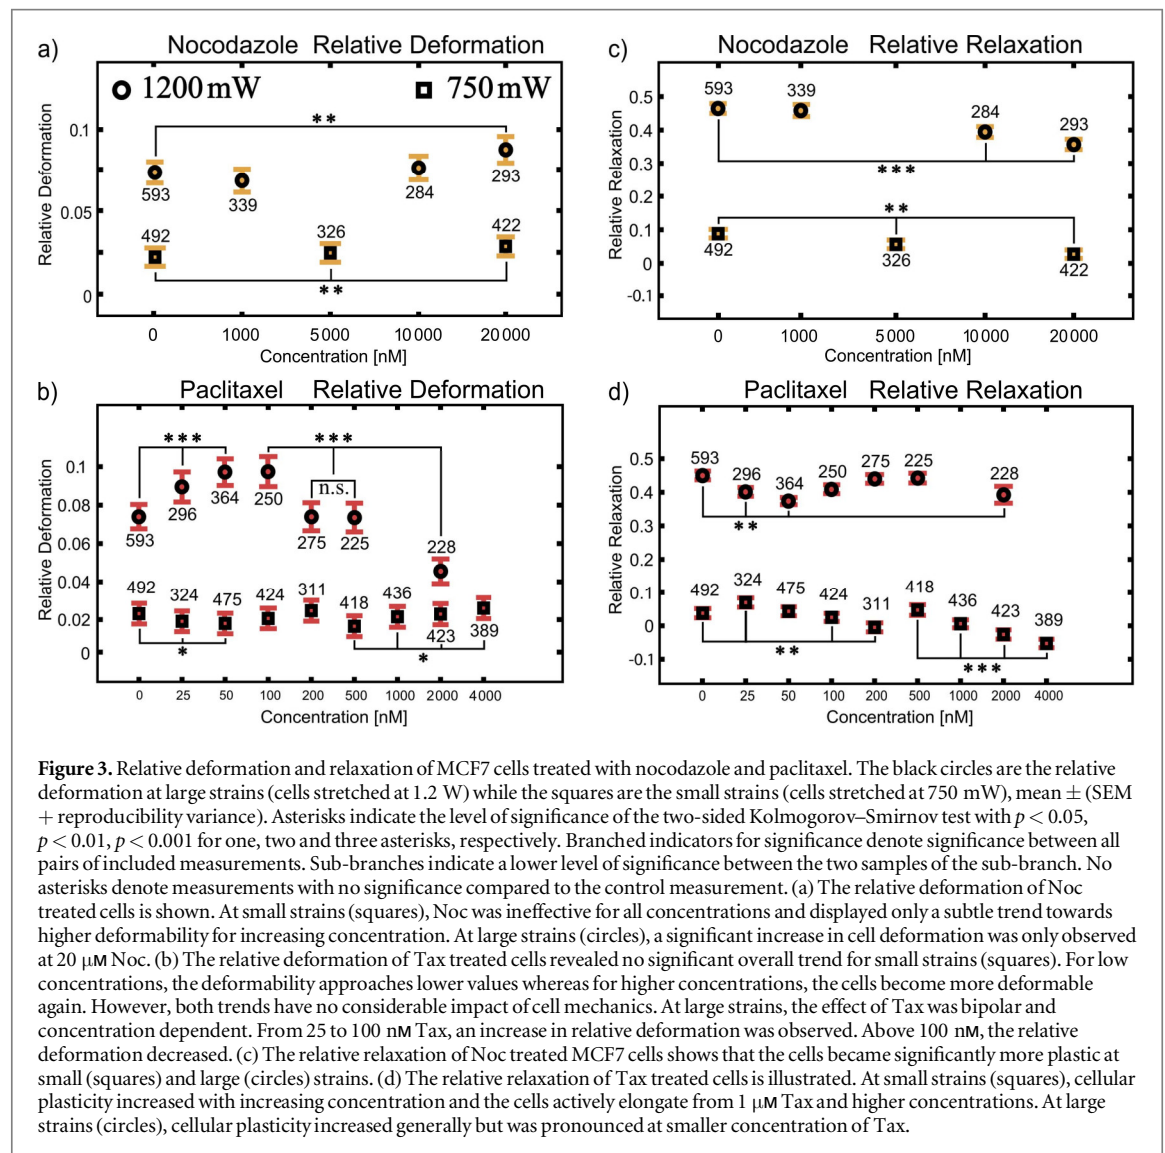 a) Nocodazole Relative Deformation
1200 mW 750 mW
Relative Deformation
0.1
0.05
0
**
593
339
284
293
492
326
422
**
0 1000 5000 10000 20000
Concentration [nM]
c) Nocodazole Relative Relaxation
Relative Relaxation
0.5
0.4
0.3
0.2
0.1
0
-0.1
593
339
284
293
***
**
492
326
422
0 1000 5000 10000 20000
Concentration [nM]
b) Paclitaxel Relative Deformation
Relative Deformation
0.1
0.08
0.06
0.04
0.02
0
***
***
n.s.
593
296
364
250
275
225
228
492
324
475
424
311
418
436
423
389
*
*
0 25 50 100 200 500 1000 2000 4000
Concentration [nM]
d) Paclitaxel Relative Relaxation
Relative Relaxation
0.5
0.4
0.3
0.2
0.1
0
-0.1
593
296
364
250
275
225
228
**
492
324
475
424
311
418
436
423
389
**
***
0 25 50 100 200 500 1000 2000 4000
Concentration [nM]
Figure 3. Relative deformation and relaxation of MCF7 cells treated with nocodazole and paclitaxel. The black circles are the relative
deformation at large strains (cells stretched at 1.2 W) while the squares are the small strains (cells stretched at 750 mW), mean ± (SEM
+ reproducibility variance). Asterisks indicate the level of significance of the two-sided Kolmogorov–Smirnov test with p < 0.05,
p < 0.01, p < 0.001 for one, two and three asterisks, respectively. Branched indicators for significance denote significance between all
pairs of included measurements. Sub-branches indicate a lower level of significance between the two samples of the sub-branch. No
asterisks denote measurements with no significance compared to the control measurement. (a) The relative deformation of Noc
treated cells is shown. At small strains (squares), Noc was ineffective for all concentrations and displayed only a subtle trend towards
higher deformability for increasing concentration. At large strains (circles), a significant increase in cell deformation was only observed
at 20 μM Noc. (b) The relative deformation of Tax treated cells revealed no significant overall trend for small strains (squares). For low
concentrations, the deformability approaches lower values whereas for higher concentrations, the cells become more deformable
again. However, both trends have no considerable impact of cell mechanics. At large strains, the effect of Tax was bipolar and
concentration dependent. From 25 to 100 nM Tax, an increase in relative deformation was observed. Above 100 nM, the relative
deformation decreased. (c) The relative relaxation of Noc treated MCF7 cells shows that the cells became significantly more plastic at
small (squares) and large (circles) strains. (d) The relative relaxation of Tax treated cells is illustrated. At small strains (squares), cellular
plasticity increased with increasing concentration and the cells actively elongate from 1 μM Tax and higher concentrations. At large
strains (circles), cellular plasticity increased generally but was pronounced at smaller concentration of Tax.